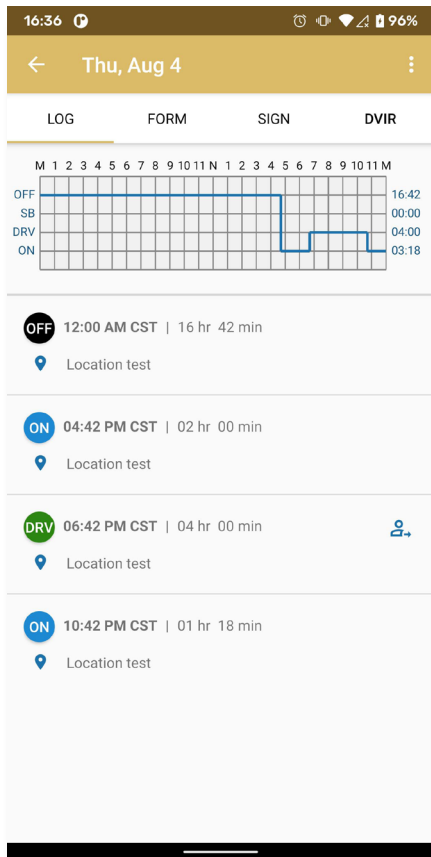 16:36 96%
Thu, Aug 4
LOG FORM SIGN DVIR
M 1 2 3 4 5 6 7 8 9 10 11 N 1 2 3 4 5 6 7 8 9 10 11 M
OFF 16:42
SB 00:00
DRV 04:00
ON 03:18
OFF 12:00 AM CST | 16 hr 42 min
Location test
ON 04:42 PM CST | 02 hr 00 min
Location test
DRV 06:42 PM CST | 04 hr 00 min
Location test
ON 10:42 PM CST | 01 hr 18 min
Location test